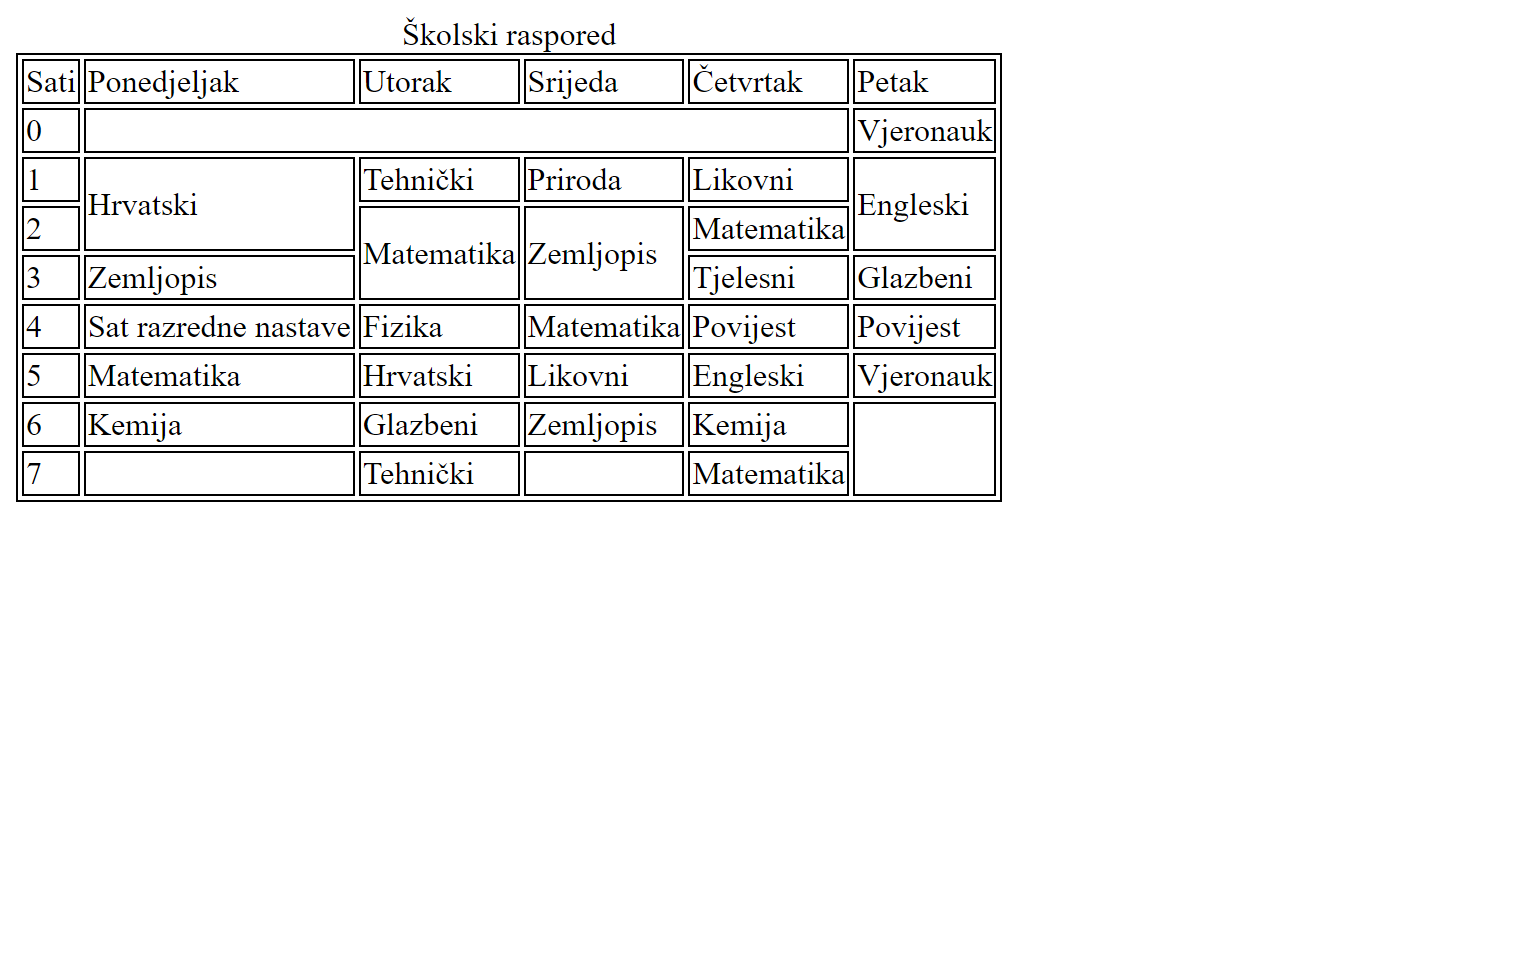 Školski raspored
Sati Ponedjeljak Utorak Srijeda Četvrtak Petak
0 Vjeronauk
1 Hrvatski Tehnički Priroda Likovni Engleski
2 Matematika Zemljopis Matematika
3 Zemljopis Tjelesni Glazbeni
4 Sat razredne nastave Fizika Matematika Povijest Povijest
5 Matematika Hrvatski Likovni Engleski Vjeronauk
6 Kemija Glazbeni Zemljopis Kemija
7 Tehnički Matematika